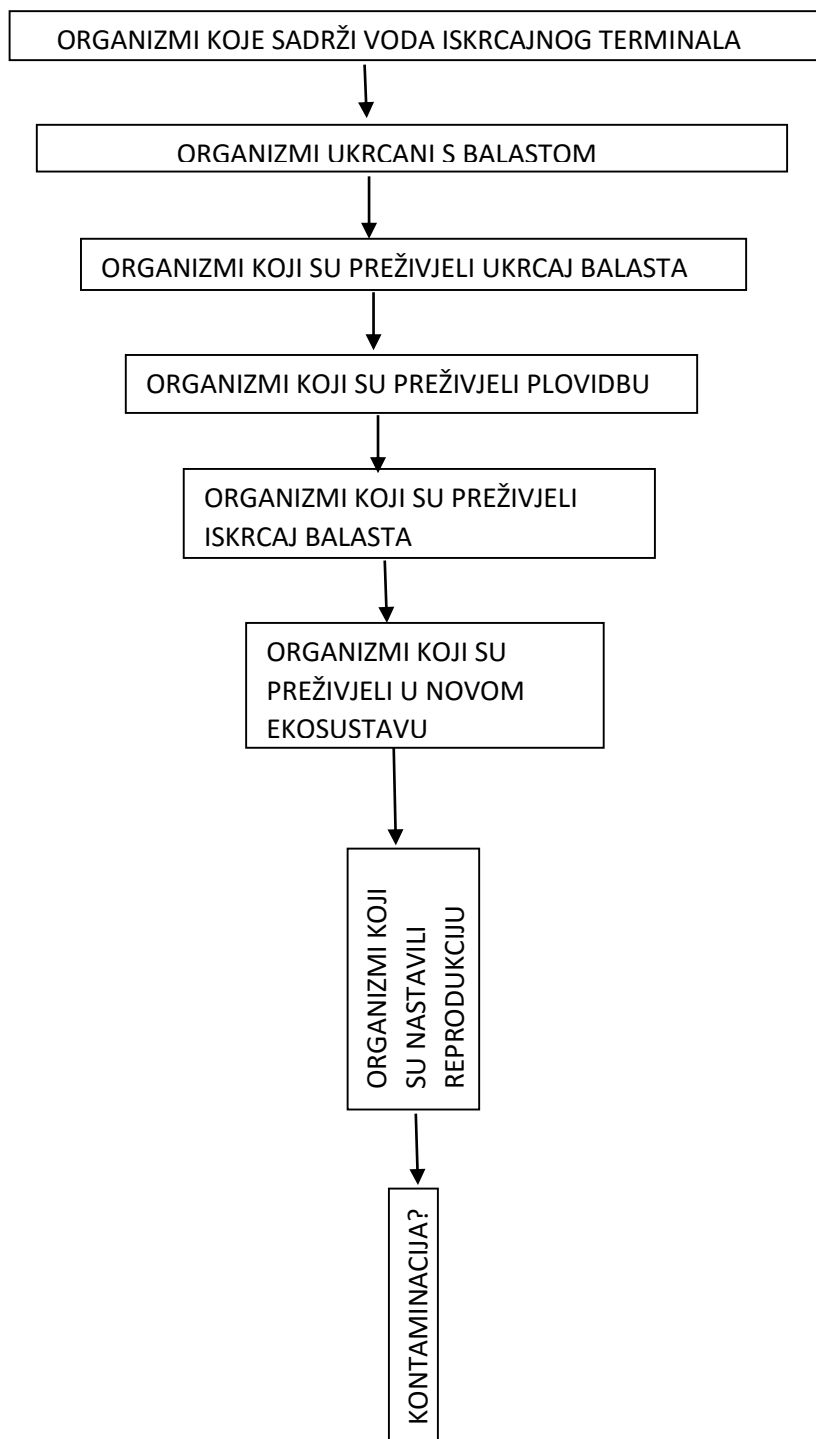 ORGANIZMI KOJE SADRŽI VODA ISKRCAJNOG TERMINALA
ORGANIZMI UKRCANI S BALASTOM
ORGANIZMI KOJI SU PREŽIVJELI UKRCAJ BALASTA
ORGANIZMI KOJI SU PREŽIVJELI PLOVIDBU
ORGANIZMI KOJI SU PREŽIVJELI
ISKRCAJ BALASTA
ORGANIZMI KOJI SU
PREŽIVJELI U NOVOM
EKOSUSTAVU
ORGANIZMI KOJI
SU NASTAVILI
REPRODUKCIJU
KONTAMINACIJA?